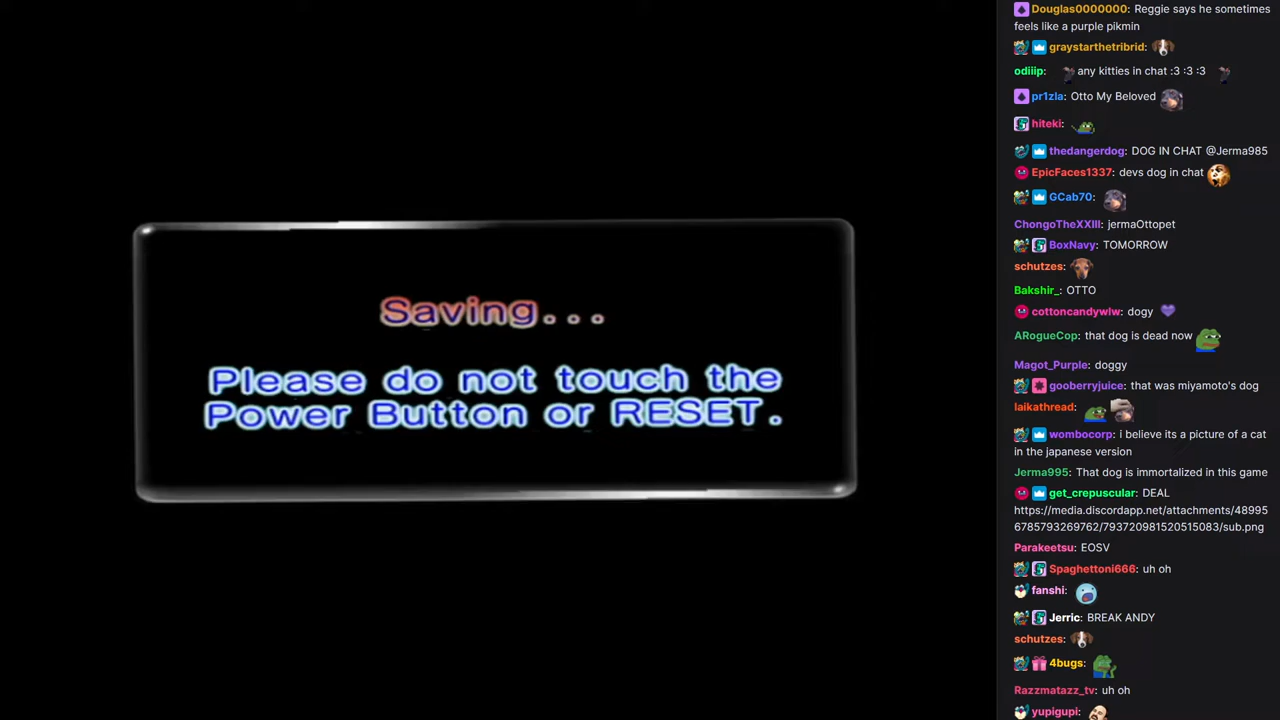 Saving...
Please do not touch the
Power Button or RESET.
Douglas0000000: Reggie says he sometimes
feels like a purple pikmin
graystarthetribrid:
odiiip: any kitties in chat :3 :3 :3
pr1zla: Otto My Beloved
hiteki:
thedangerdog: DOG IN CHAT @Jerma985
EpicFaces1337: devs dog in chat
GCab70:
ChongoTheXXIII: jermaOttopet
BoxNavy: TOMORROW
schutzes:
Bakshir_: OTTO
cottoncandywlw: dogy
ARogueCop: that dog is dead now
Magot_Purple: doggy
gooberryjuice: that was miyamoto's dog
laikathread:
wombocorp: i believe its a picture of a cat
in the japanese version
Jerma995: That dog is immortalized in this game
get_crepuscular: DEAL
https://media.discordapp.net/attachments/48995
6785793269762/793720981520515083/sub.png
Parakeetsu: EOSV
Spaghettoni666: uh oh
fanshi:
Jerric: BREAK ANDY
schutzes:
4bugs:
Razzmatazz_tv: uh oh
yupigupi: